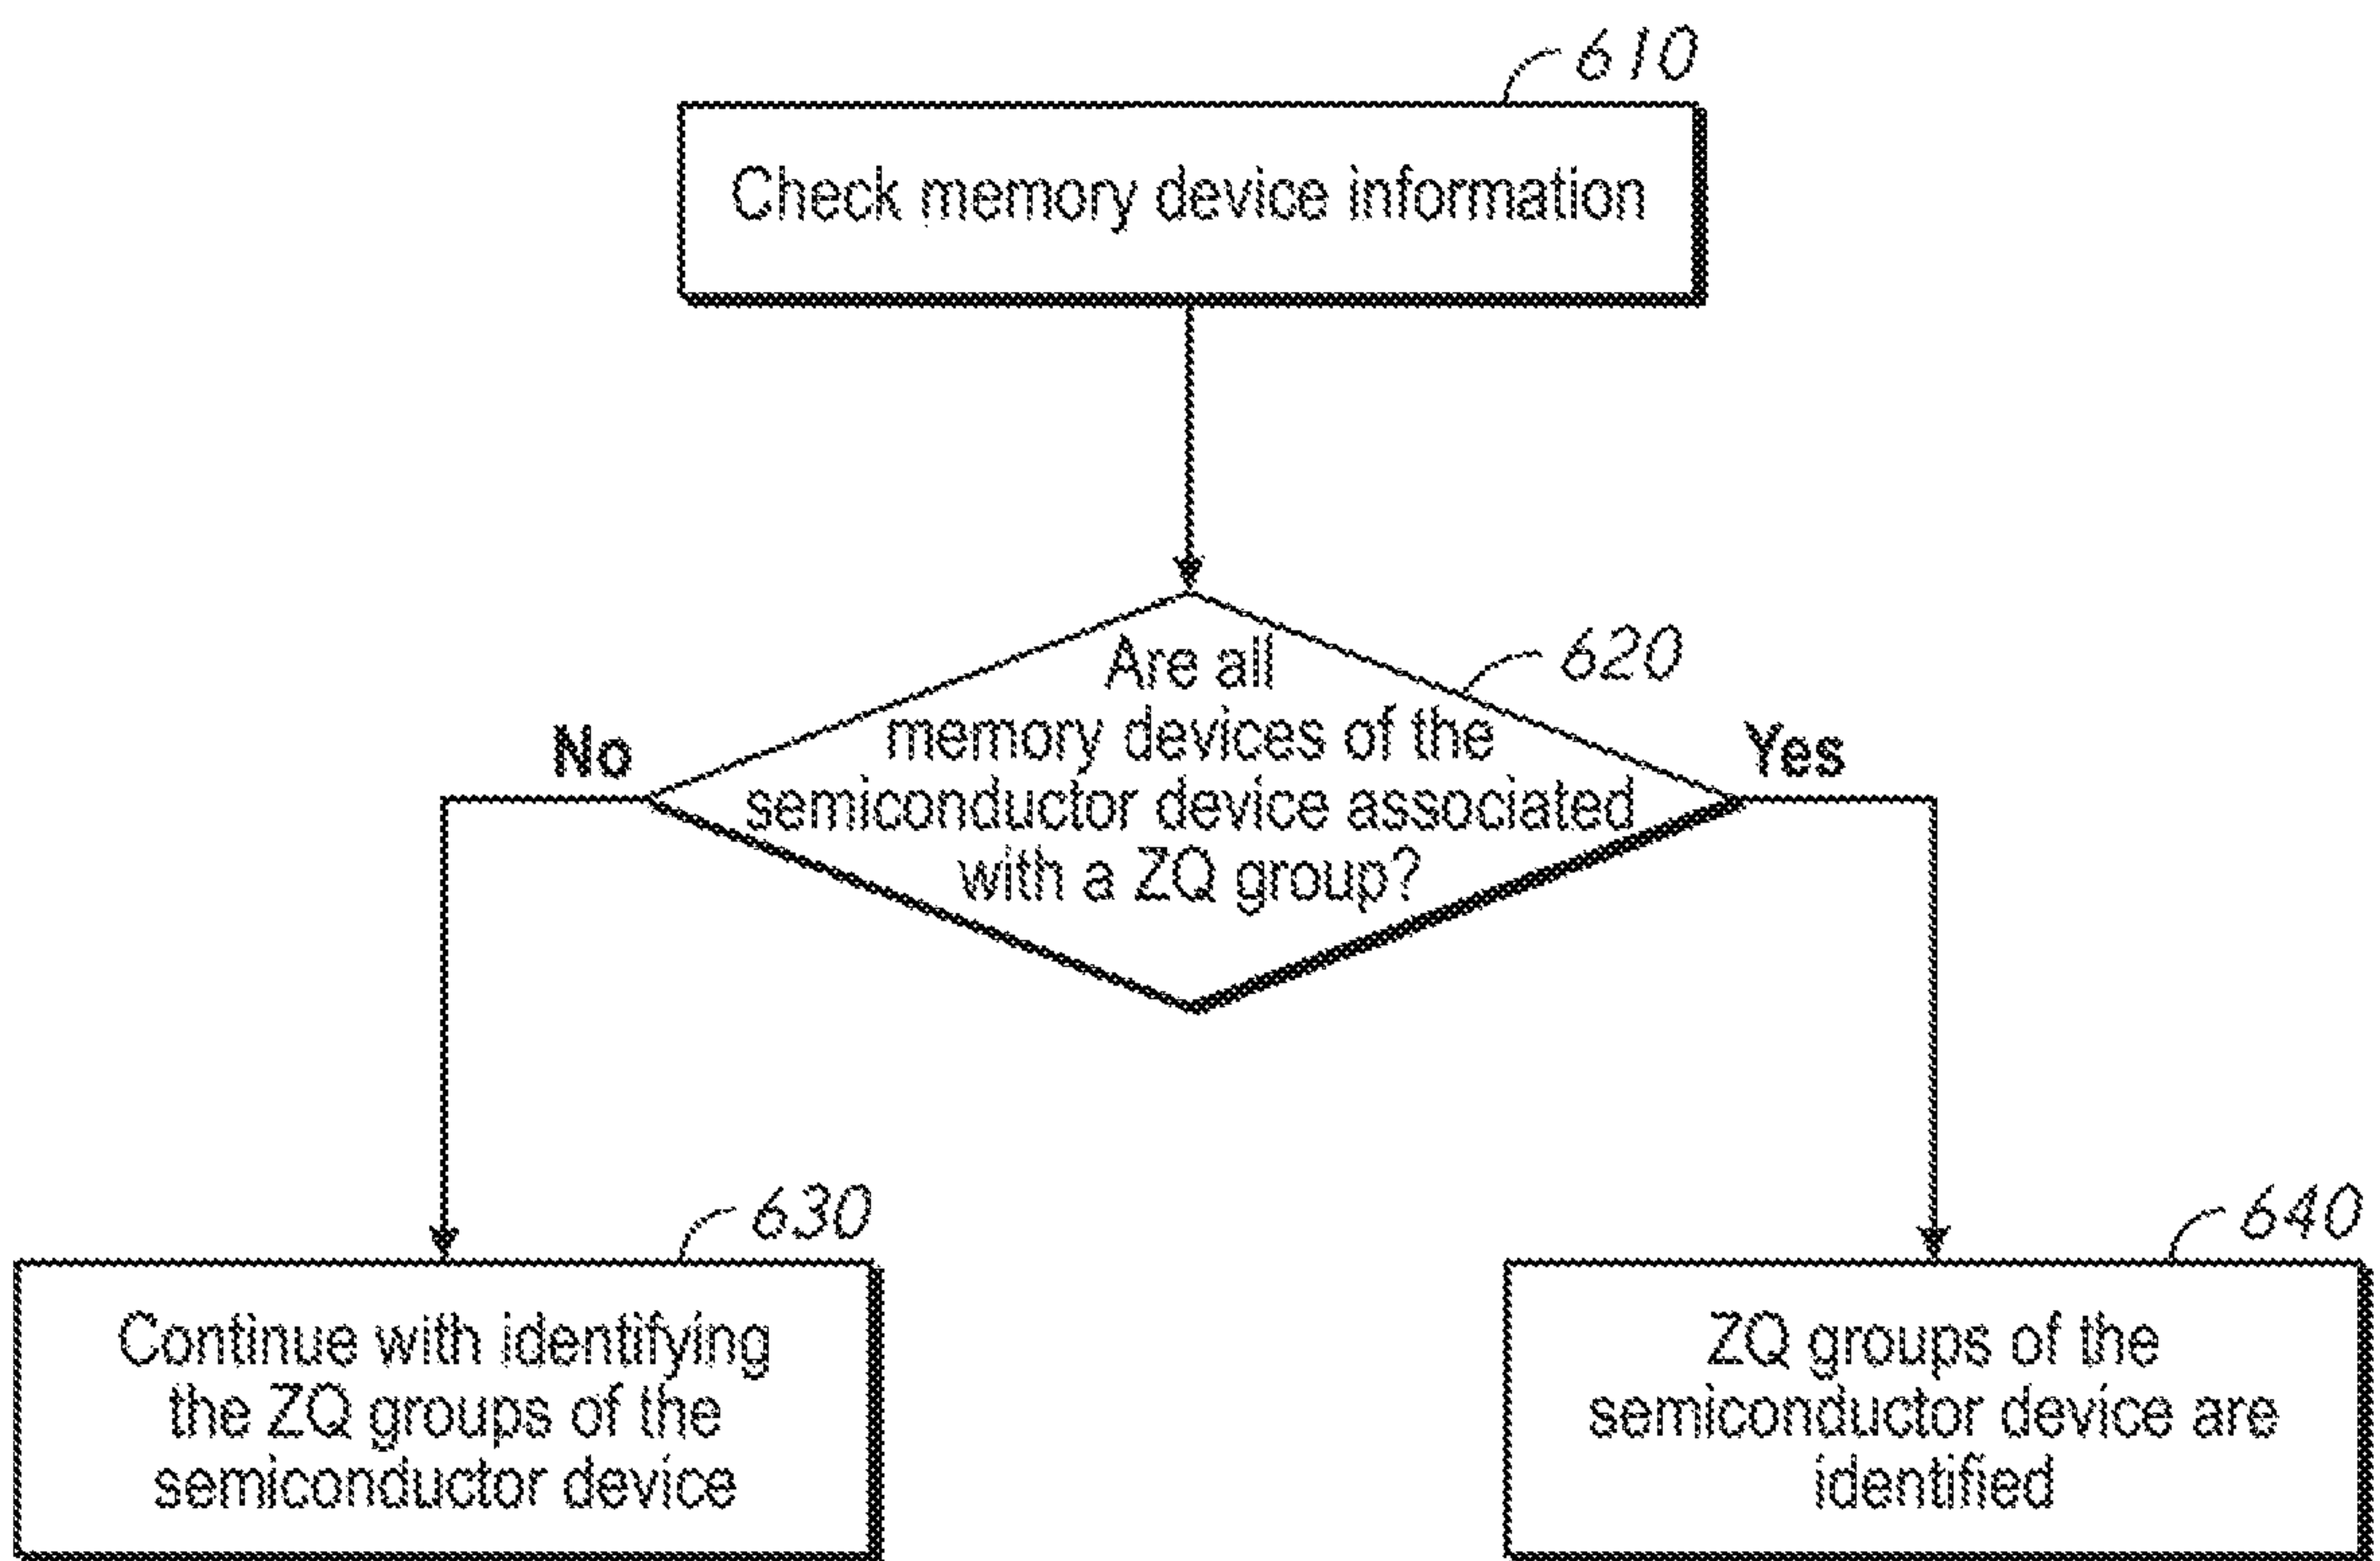 610
Check memory device information
Are all
620
memory devices of the
No
Yes
semiconductor device associated
with a ZQ group?
630
640
Continue with identifying
the ZQ groups of the
semiconductor device
ZQ groups of the
semiconductor device are
identified